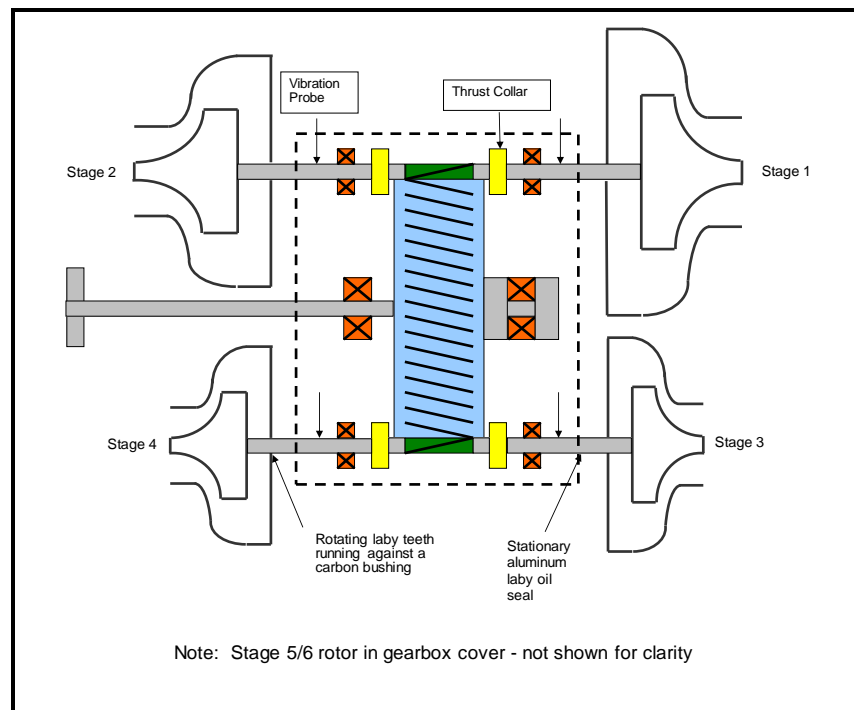 Vibration
Probe
Thrust Collar
Stage 2
Stage 1
Stage 4
Stage 3
Rotating laby teeth
running against a
carbon bushing
Stationary
aluminum
laby oil
seal
Note: Stage 5/6 rotor in gearbox cover - not shown for clarity